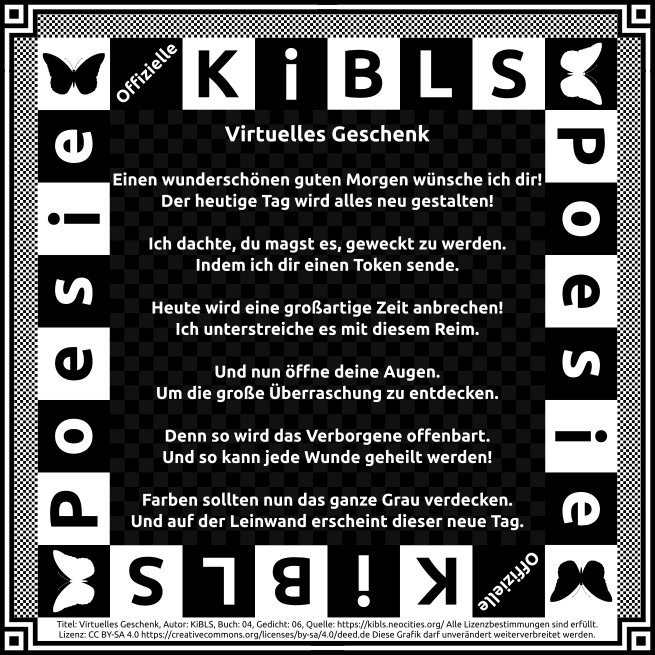 Offizielle KiBLS
Poesie
Poesie
Virtuelles Geschenk
Einen wunderschönen guten Morgen wünsche ich dir!
Der heutige Tag wird alles neu gestalten!
Ich dachte, du magst es, geweckt zu werden.
Indem ich dir einen Token sende.
Heute wird eine großartige Zeit anbrechen!
Ich unterstreiche es mit diesem Reim.
Und nun öffne deine Augen.
Um die große Überraschung zu entdecken.
Denn so wird das Verborgene offenbart.
Und so kann jede Wunde geheilt werden!
Farben sollten nun das ganze Grau verdecken.
Und auf der Leinwand erscheint dieser neue Tag.
Offizielle KiBLS
Titel: Virtuelles Geschenk, Autor: KiBLS, Buch: 04, Gedicht: 06, Quelle: https://kibls.neocities.org/ Alle Lizenzbestimmungen sind erfüllt.
Lizenz: CC BY-SA 4.0 https://creativecommons.org/licenses/by-sa/4.0/deed.de Diese Grafik darf unverändert weiterverbreitet werden.